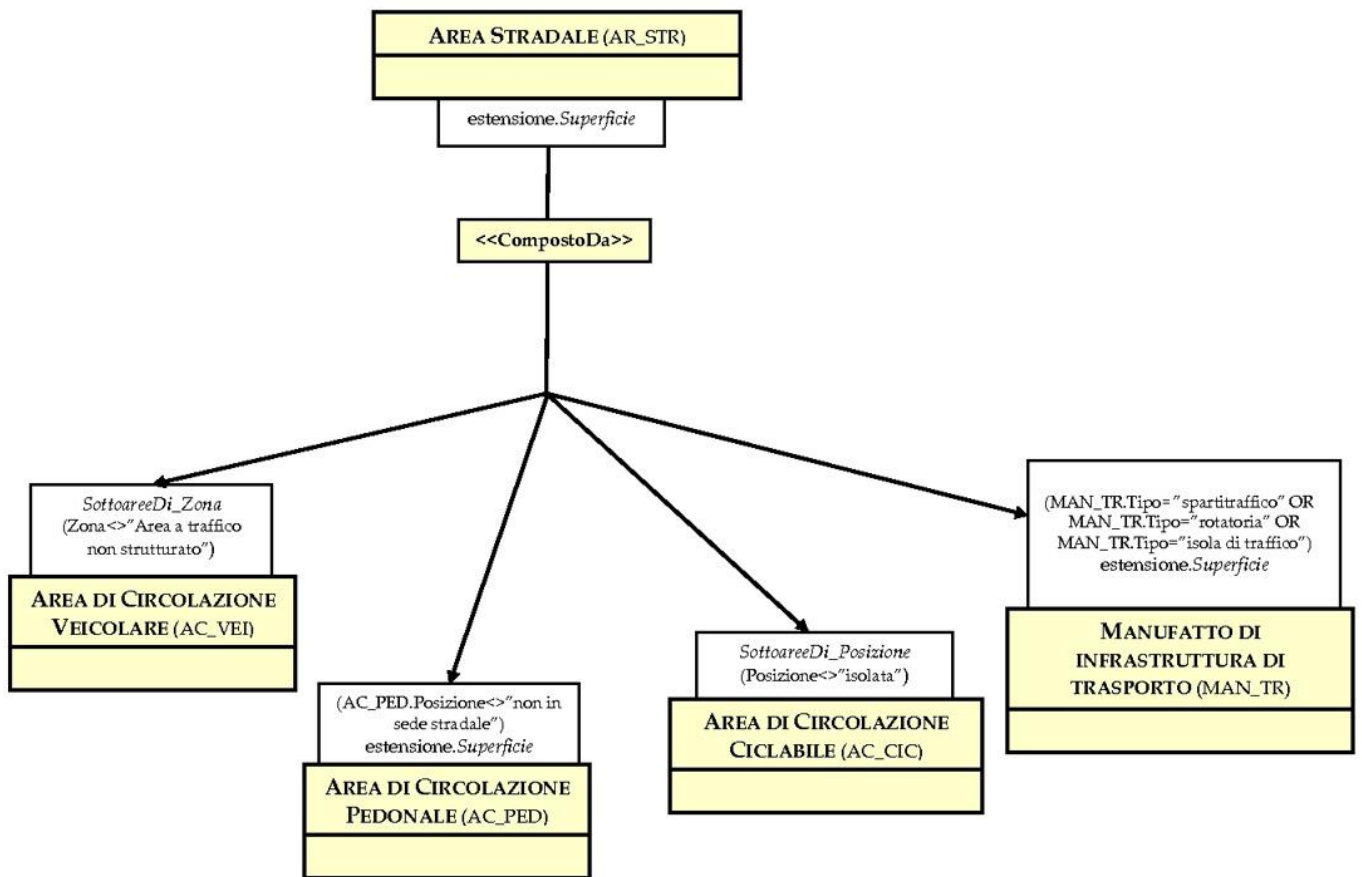 AREA STRADALE (AR_STR)
estensione.Superficie
<<CompostoDa>>
SottoareeDi_Zona
(Zona<>"Area a traffico
non strutturato")
AREA DI CIRCOLAZIONE
VEICOLARE (AC_VEI)
(AC_PED.Posizione<>"non in
sede stradale")
estensione.Superficie
AREA DI CIRCOLAZIONE
PEDONALE (AC_PED)
SottoareeDi_Posizione
(Posizione<>"isolata")
AREA DI CIRCOLAZIONE
CICLABILE (AC_CIC)
(MAN_TR.Tipo="spartitraffico" OR
MAN_TR.Tipo="rotatoria" OR
MAN_TR.Tipo="isola di traffico")
estensione.Superficie
MANUFATTO DI
INFRASTRUTTURA DI
TRASPORTO (MAN_TR)